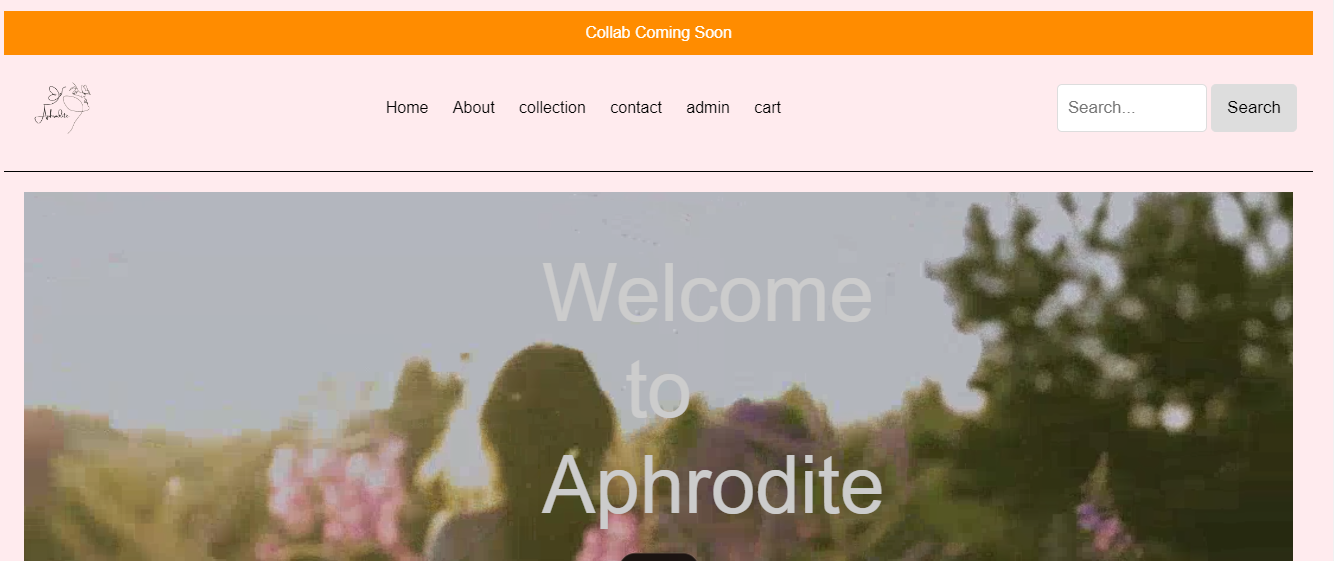 Collab Coming Soon
Aphrodite
Home About collection contact admin cart
Search... Search
Welcome
to
Aphrodite